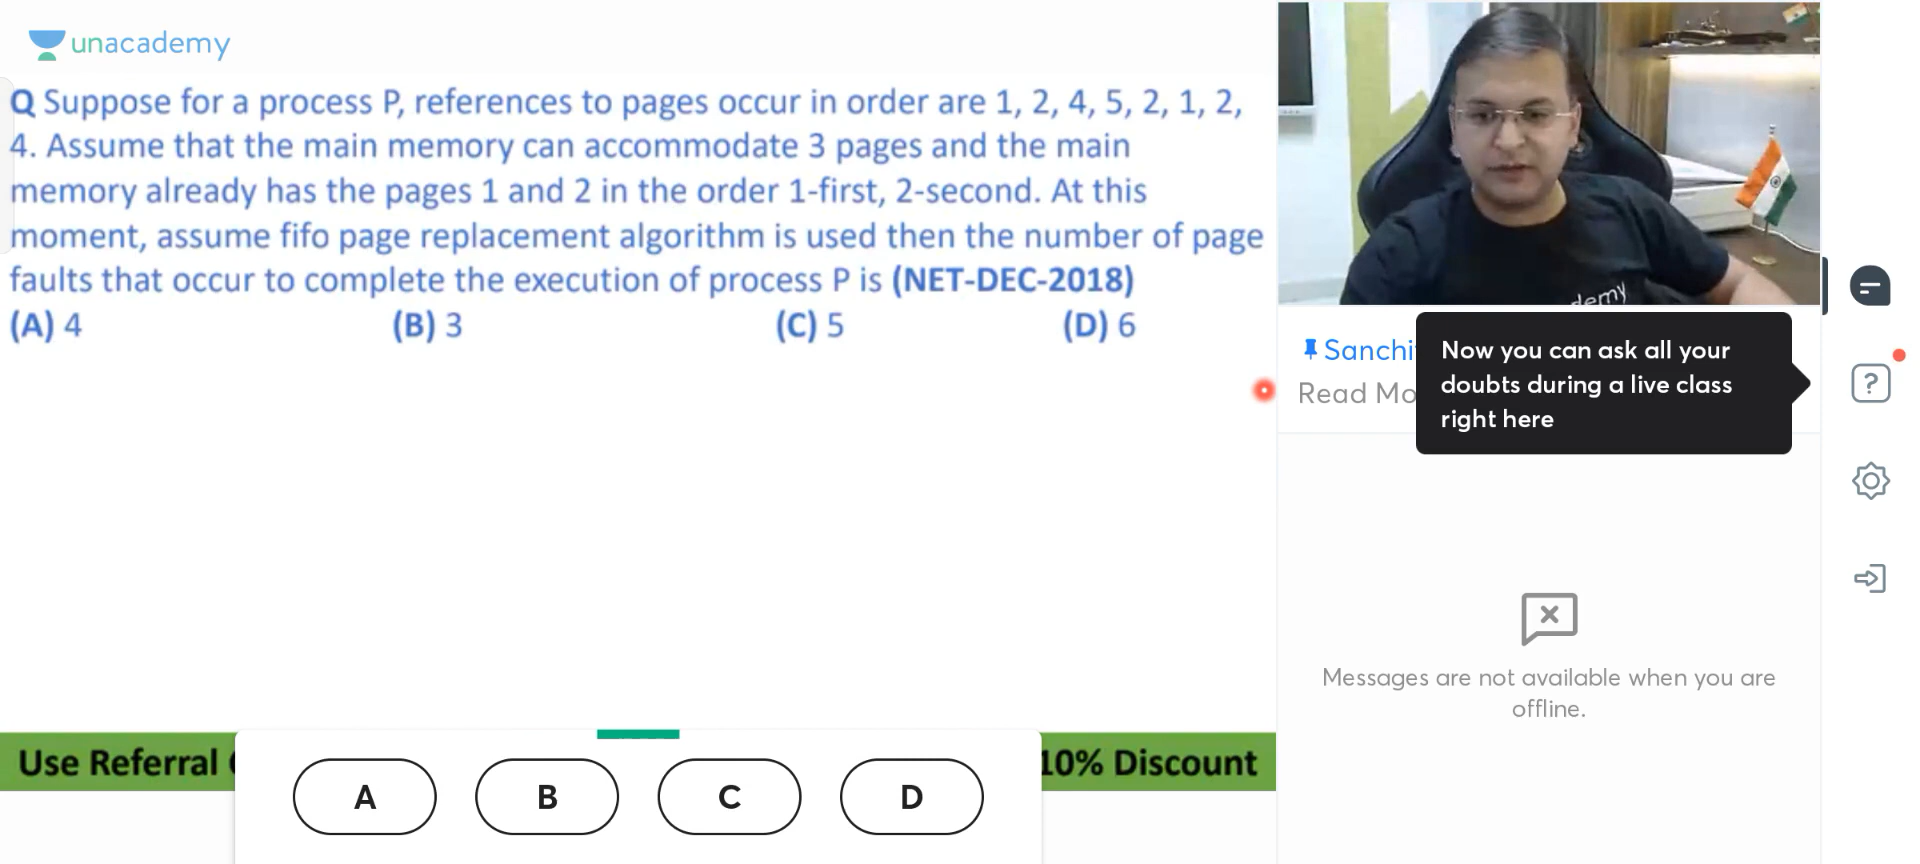 unacademy
Q Suppose for a process P, references to pages occur in order are 1, 2, 4, 5, 2, 1, 2,
4. Assume that the main memory can accommodate 3 pages and the main
memory already has the pages 1 and 2 in the order 1-first, 2-second. At this
moment, assume fifo page replacement algorithm is used then the number of page
faults that occur to complete the execution of process P is (NET-DEC-2018)
(A) 4 (B) 3 (C) 5 (D) 6
demy
Sanchi
Read Mo
Now you can ask all your
doubts during a live class
right here
?
Messages are not available when you are
offline.
Use Referral
10% Discount
A B C D